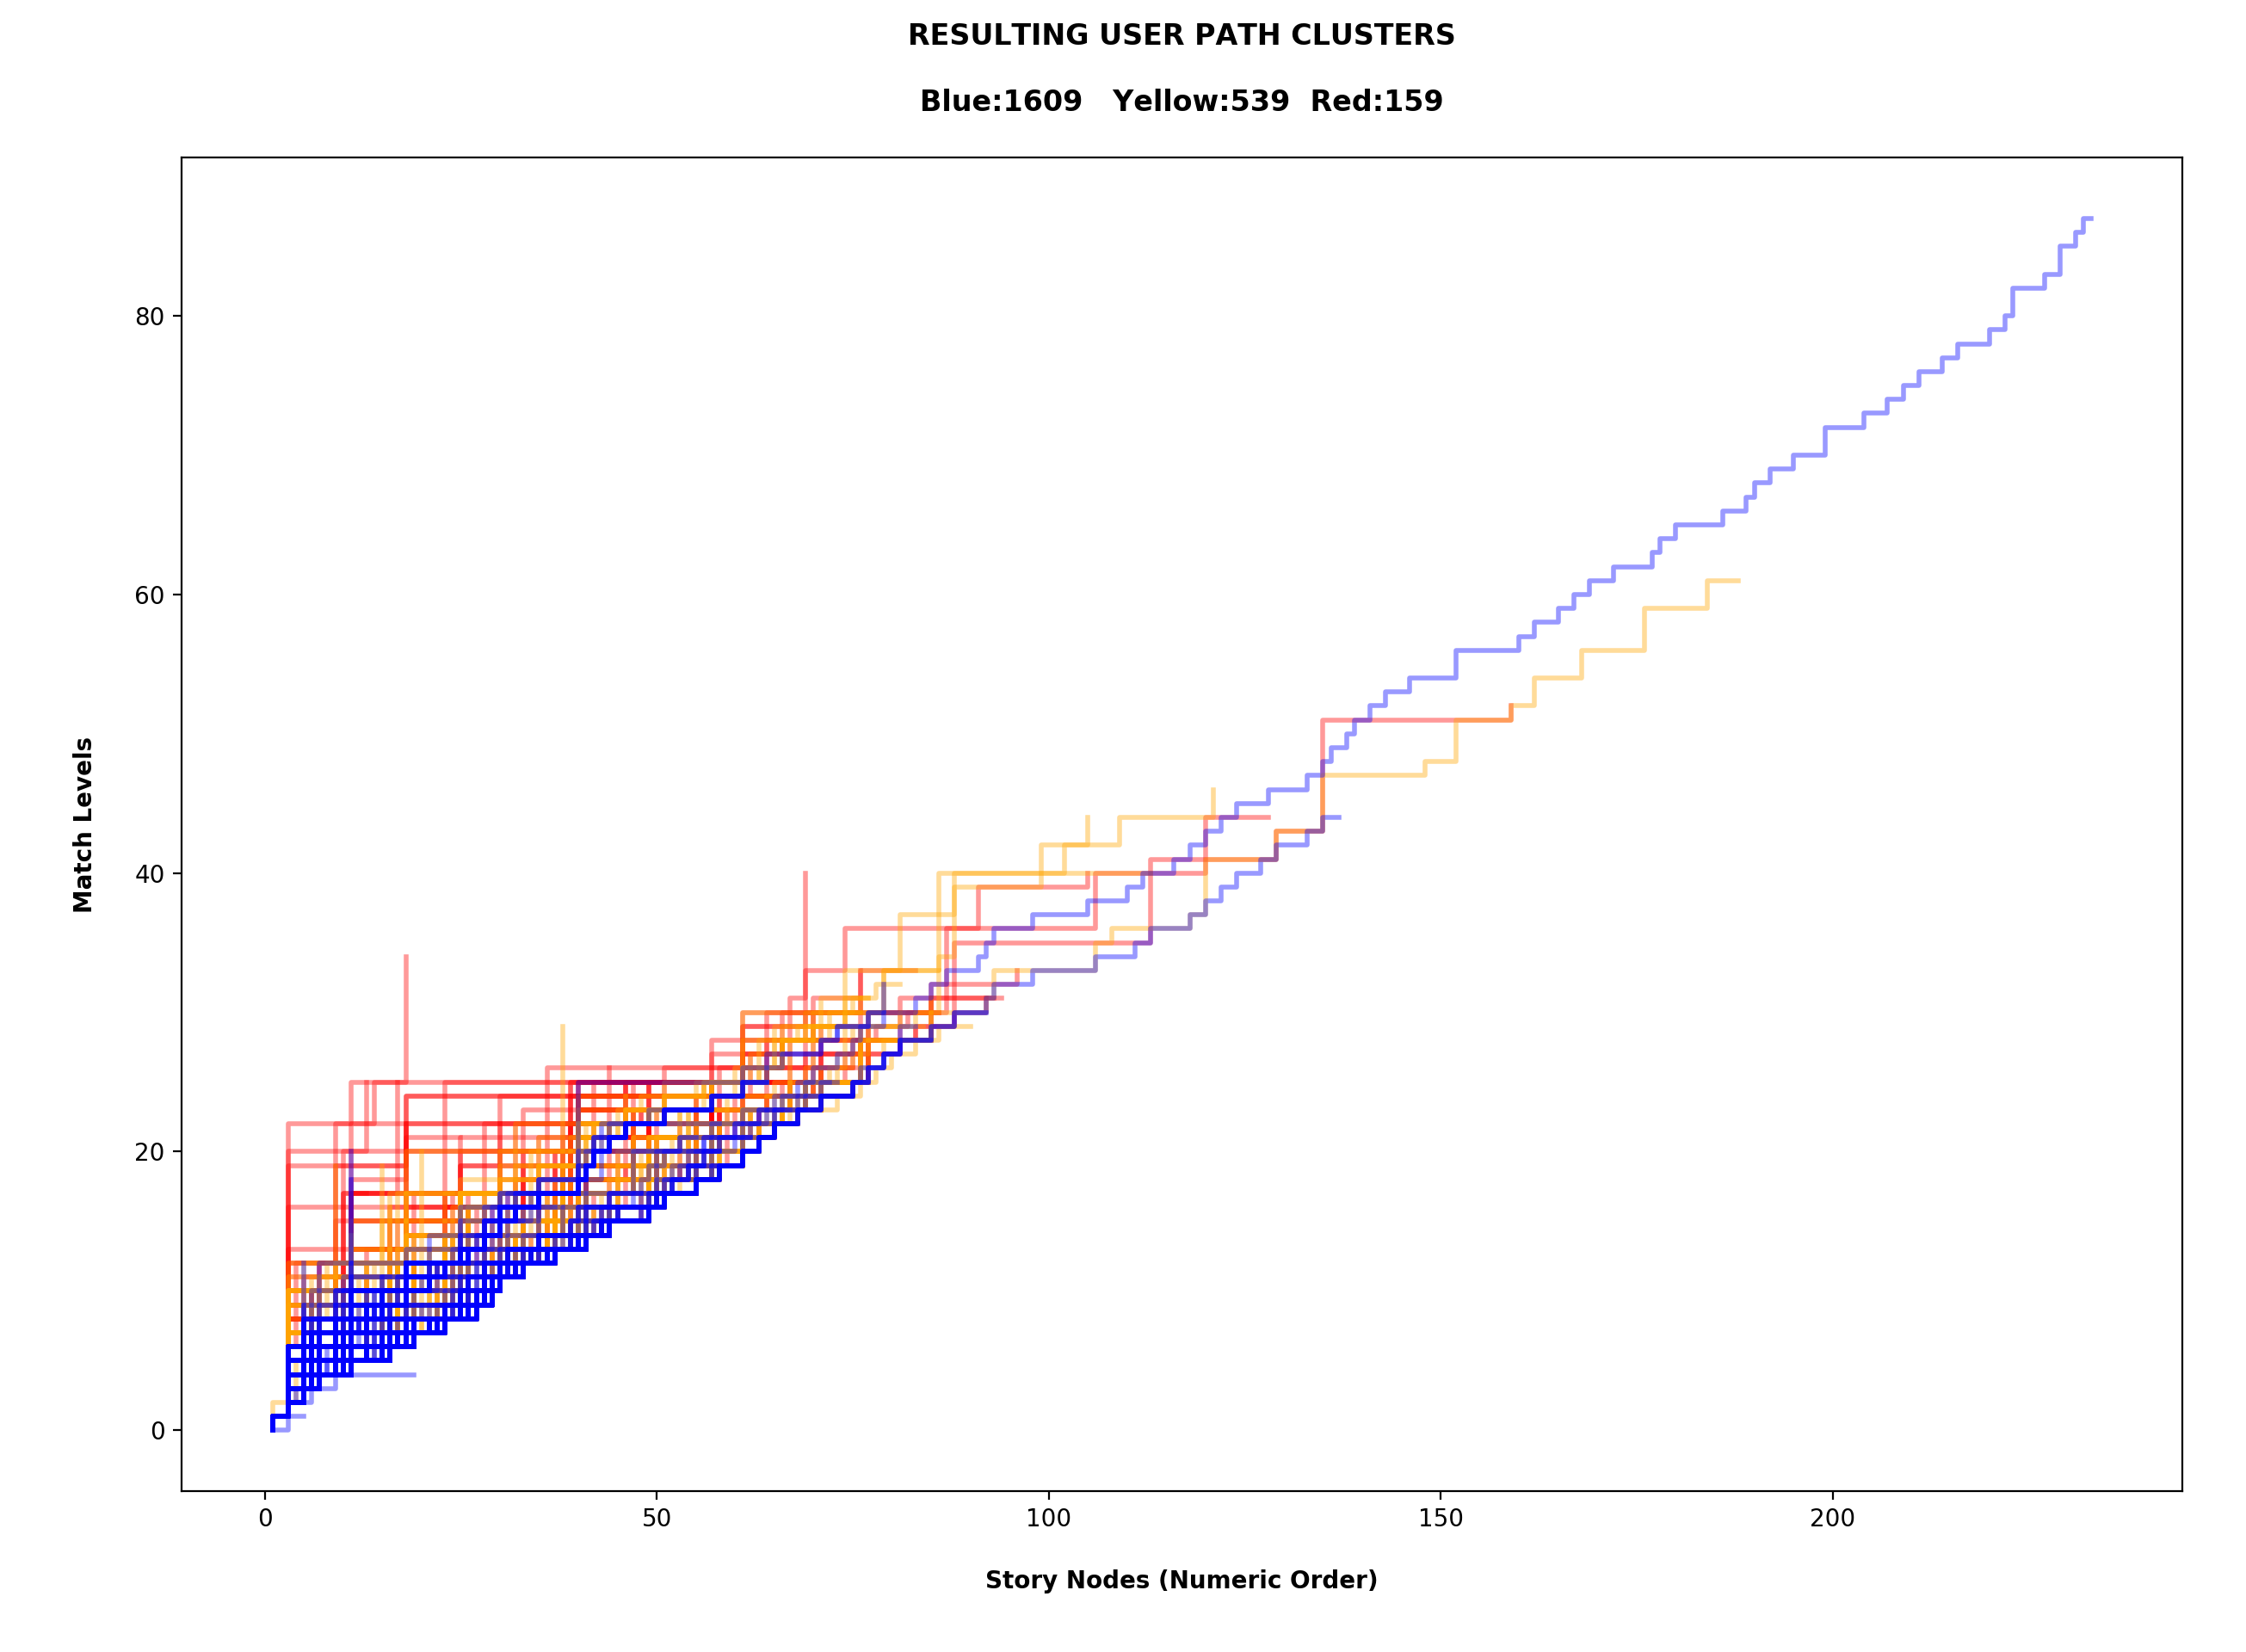 RESULTING USER PATH CLUSTERS
Blue:1609 Yellow:539 Red:159
80
60
40
20
0
Match Levels
0 50 100 150 200
Story Nodes (Numeric Order)